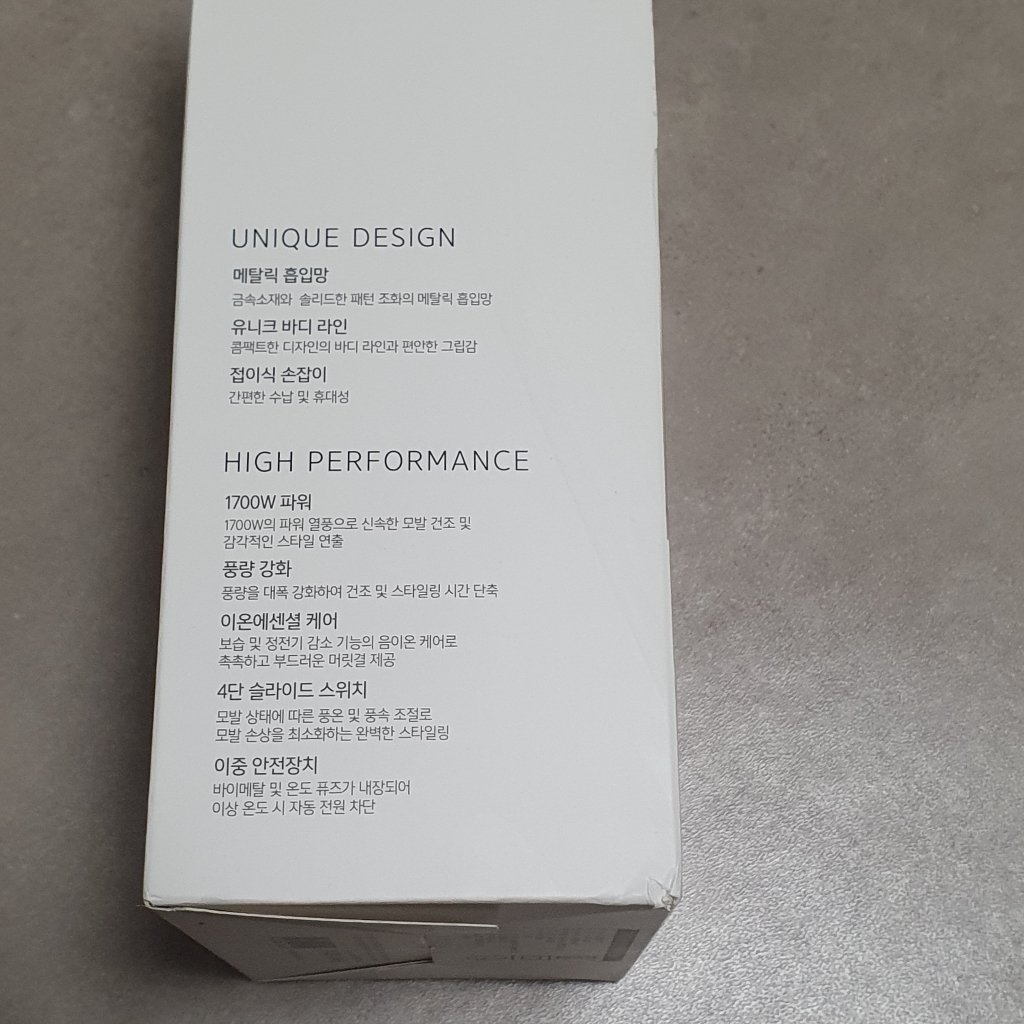 UNIQUE DESIGN
메탈릭 흡입망
금속소재와 솔리드한 패턴 조화의 메탈릭 흡입망
유니크 바디 라인
콤팩트한 디자인의 바디 라인과 편안한 그립감
접이식 손잡이
간편한 수납 및 휴대성
HIGH PERFORMANCE
1700W 파워
1700W의 파워 열풍으로 신속한 모발 건조 및
감각적인 스타일 연출
풍량 강화
풍량을 대폭 강화하여 건조 및 스타일링 시간 단축
이온에센셜 케어
보습 및 정전기 감소 기능의 음이온 케어로
촉촉하고 부드러운 머릿결 제공
4단 슬라이드 스위치
모발 상태에 따른 풍온 및 풍속 조절로
모발 손상을 최소화하는 완벽한 스타일링
이중 안전장치
바이메탈 및 온도 퓨즈가 내장되어
이상 온도 시 자동 전원 차단